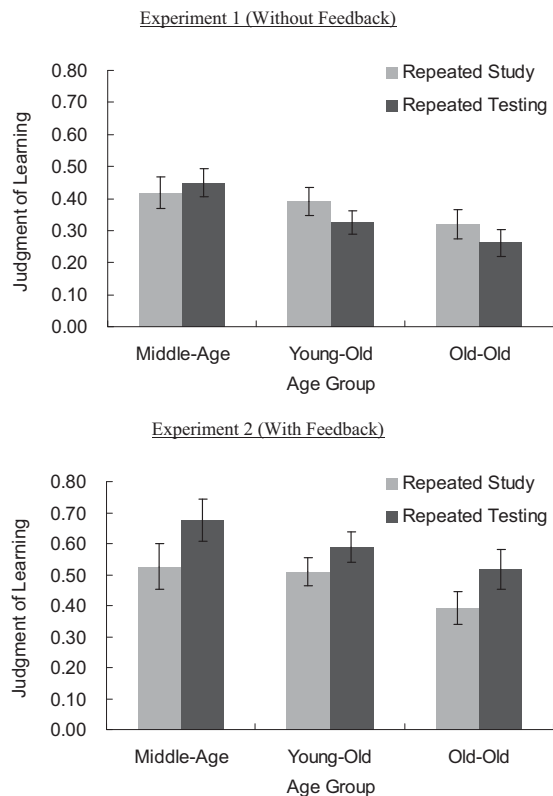 Experiment 1 (Without Feedback)
0.80
0.70
0.60
0.50
0.40
0.30
0.20
0.10
0.00
Judgment of Learning
Repeated Study
Repeated Testing
Middle-Age Young-Old Old-Old
Age Group
Experiment 2 (With Feedback)
0.80
0.70
0.60
0.50
0.40
0.30
0.20
0.10
0.00
Judgment of Learning
Repeated Study
Repeated Testing
Middle-Age Young-Old Old-Old
Age Group